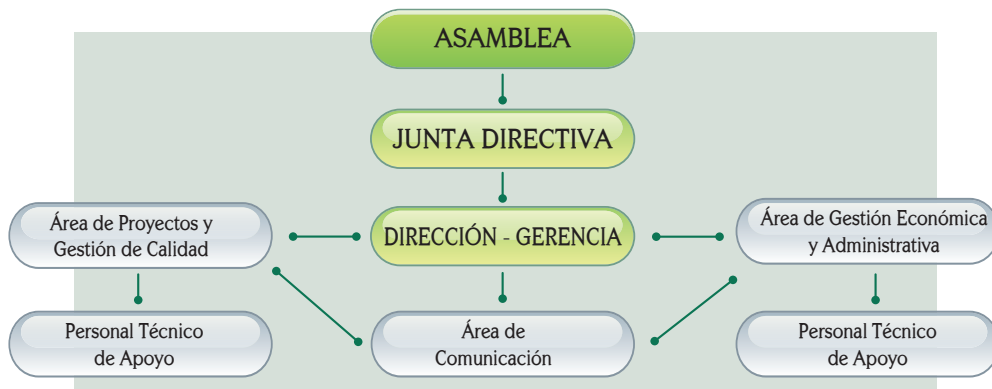 ASAMBLEA
JUNTA DIRECTIVA
Área de Proyectos y
Gestión de Calidad
DIRECCIÓN - GERENCIA
Área de Gestión Económica
y Administrativa
Personal Técnico
de Apoyo
Área de
Comunicación
Personal Técnico
de Apoyo